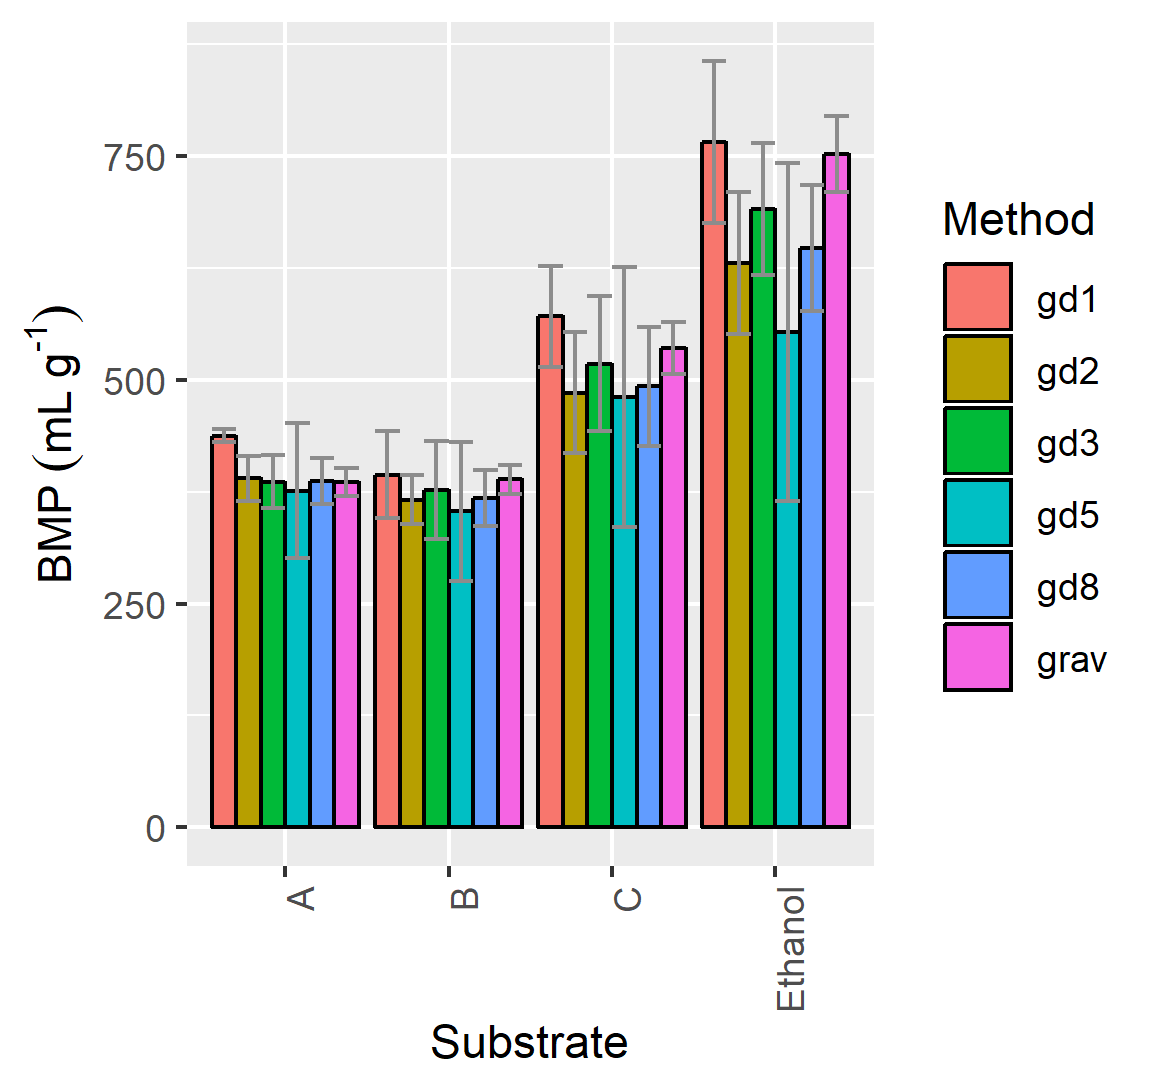 BMP (mL g⁻¹)
750
500
250
0
A
B
C
Ethanol
Substrate
Method
gd1
gd2
gd3
gd5
gd8
grav